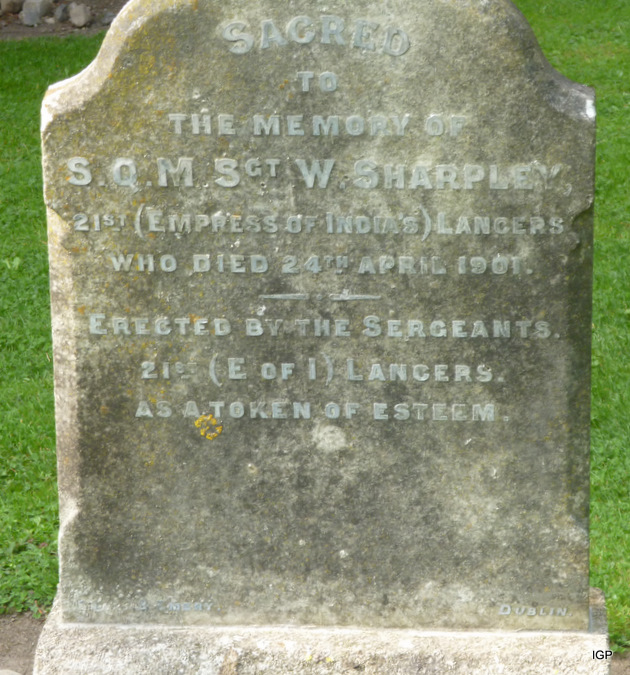 SACRED
TO
THE MEMORY OF
S.Q.M SGT W. SHARPLEY,
21ST (EMPRESS OF INDIA'S) LANCERS
WHO DIED 24TH APRIL 1901.
ERECTED BY THE SERGEANTS.
21ST (E OF I) LANCERS.
AS A TOKEN OF ESTEEM.
DUBLIN
IGP